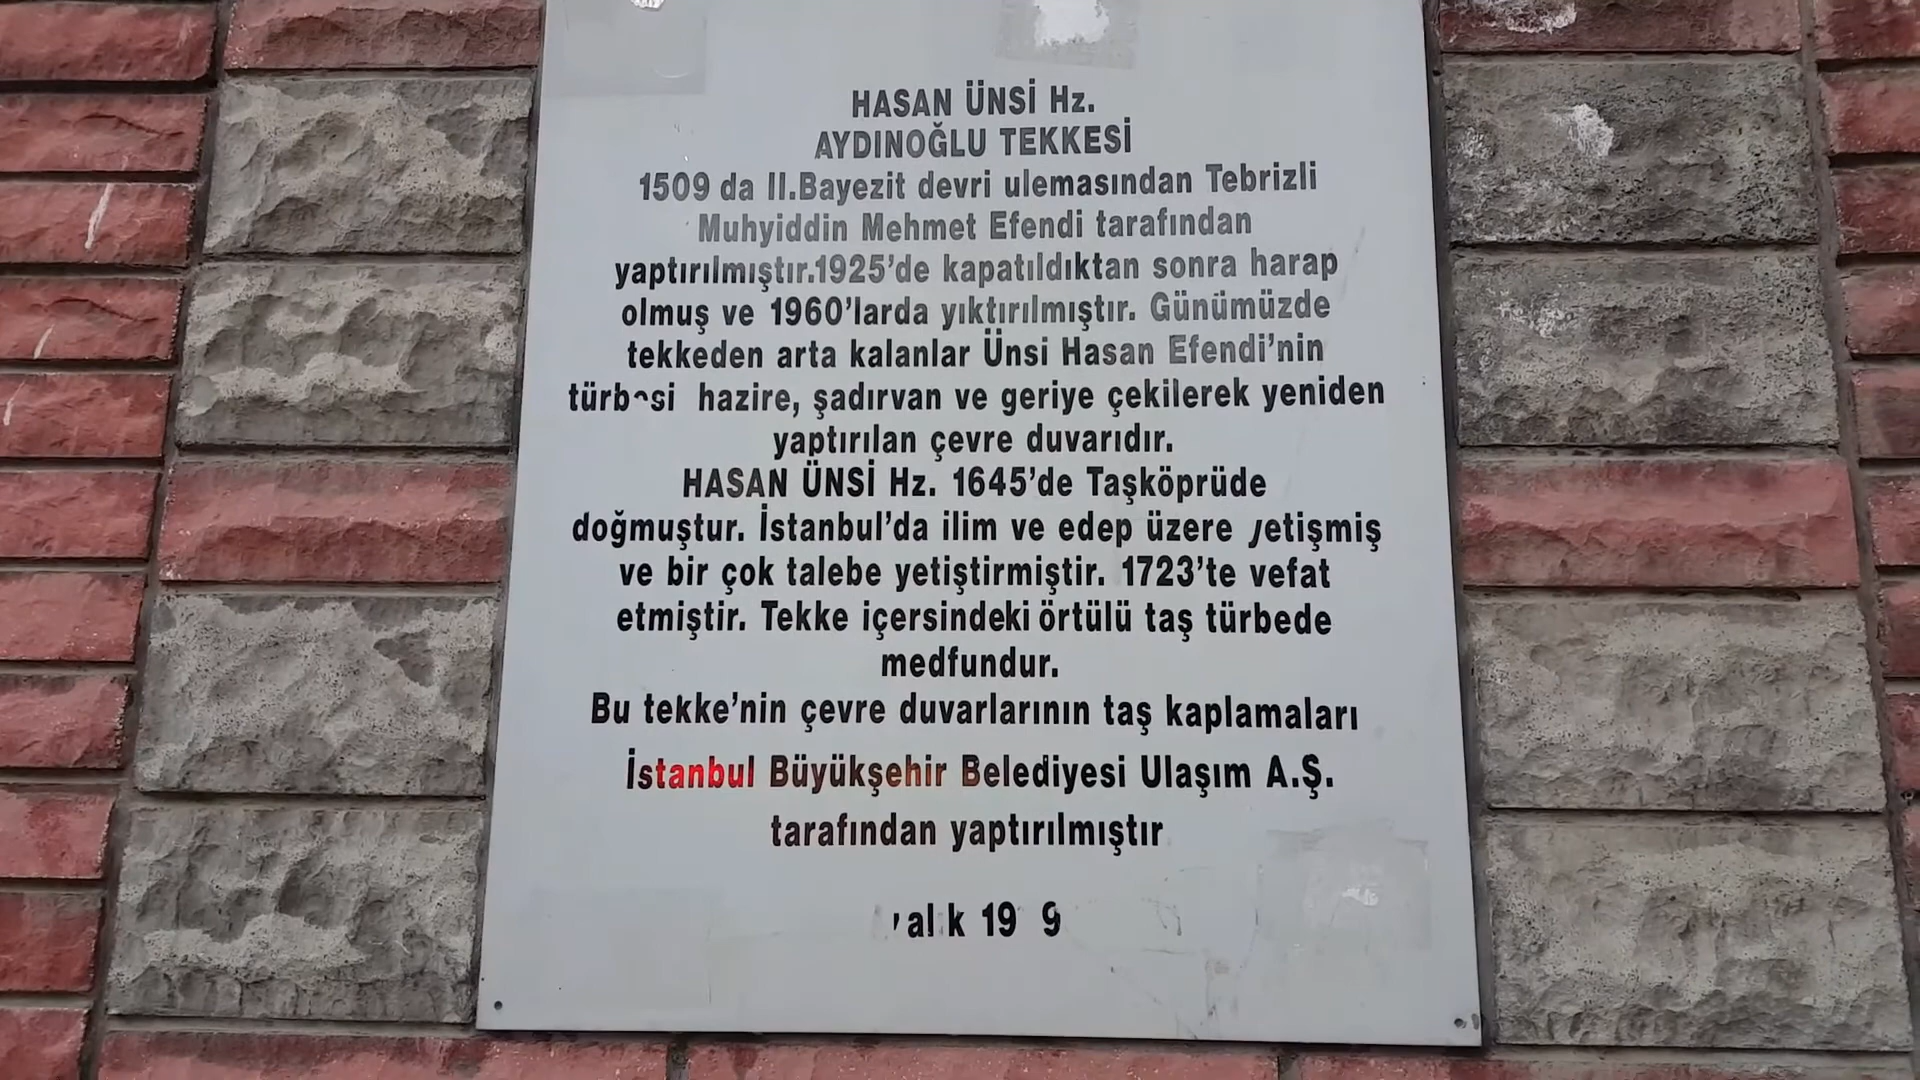 HASAN ÜNSİ Hz.
AYDINOĞLU TEKKESİ
1509 da II.Bayezit devri ulemasından Tebrizli
Muhyiddin Mehmet Efendi tarafından
yaptırılmıştır.1925'de kapatıldıktan sonra harap
olmuş ve 1960'larda yıktırılmıştır. Günümüzde
tekkeden arta kalanlar Ünsi Hasan Efendi'nin
türbesi hazire, şadırvan ve geriye çekilerek yeniden
yaptırılan çevre duvarıdır.
HASAN ÜNSİ Hz. 1645'de Taşköprüde
doğmuştur. İstanbul'da ilim ve edep üzere yetişmiş
ve bir çok talebe yetiştirmiştir. 1723'te vefat
etmiştir. Tekke içersindeki örtülü taş türbede
medfundur.
Bu tekke'nin çevre duvarlarının taş kaplamaları
İstanbul Büyükşehir Belediyesi Ulaşım A.Ş.
tarafından yaptırılmıştır